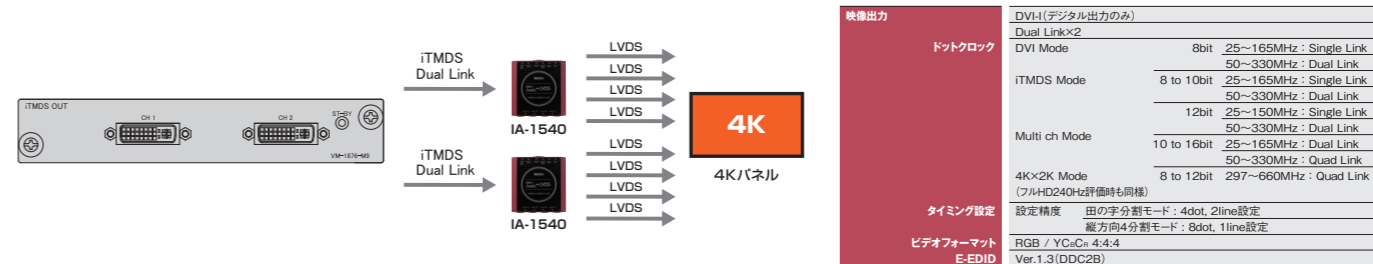 iTMDS OUT
CH 1
CH 2
ST-BY
VM-1876-M9
iTMDS
Dual Link
iTMDS
Dual Link
IA-1540
IA-1540
LVDS
LVDS
LVDS
LVDS
LVDS
LVDS
LVDS
LVDS
4K
4Kパネル
映像出力 DVI-I(デジタル出力のみ)
Dual Link×2
ドットクロック DVI Mode 8bit 25～165MHz：Single Link
50～330MHz：Dual Link
iTMDS Mode 8 to 10bit 25～165MHz：Single Link
50～330MHz：Dual Link
12bit 25～150MHz：Single Link
50～330MHz：Dual Link
Multi ch Mode 10 to 16bit 25～165MHz：Dual Link
50～330MHz：Quad Link
4K×2K Mode 8 to 12bit 297～660MHz：Quad Link
(フルHD240Hz評価時も同様)
タイミング設定 設定精度 田の字分割モード：4dot, 2line設定
縦方向4分割モード：8dot, 1line設定
ビデオフォーマット RGB / YCBCR 4:4:4
E-EDID Ver.1.3(DDC2B)